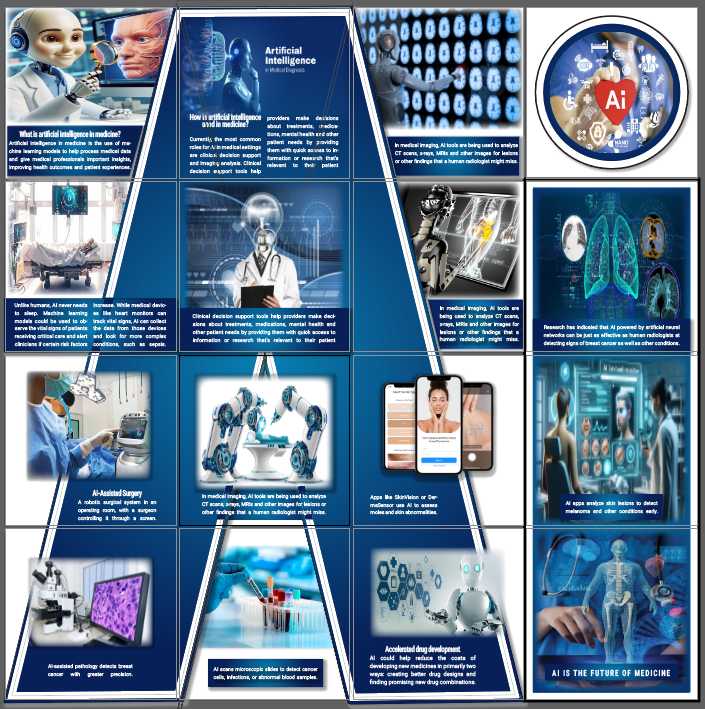 What is artificial intelligence in medicine?
Artificial intelligence in medicine is the use of ma-
chine learning models to help process medical data
and give medical professionals important insights,
improving health outcomes and patient experiences.
Artificial
Intelligence
in Medical Diagnosis
How is artificial intelligence
used in medicine?
Currently, the most common
roles for AI in medical settings
are clinical decision support
and imaging analysis. Clinical
decision support tools help
providers make decisions
about treatments, medica-
tions, mental health and other
patient needs by providing
them with quick access to in-
formation or research that's
relevant to their patient
In medical imaging, AI tools are being used to analyze
CT scans, x-rays, MRIs and other images for lesions
or other findings that a human radiologist might miss.
Ai
NANO
Unlike humans, AI never needs
to sleep. Machine learning
models could be used to ob-
serve the vital signs of patients
receiving critical care and alert
clinicians if certain risk factors
increase. While medical devic-
es like heart monitors can
track vital signs, AI can collect
the data from those devices
and look for more complex
conditions, such as sepsis.
Clinical decision support tools help providers make deci-
sions about treatments, medications, mental health and
other patient needs by providing them with quick access to
information or research that's relevant to their patient
In medical imaging, AI tools are
being used to analyze CT scans,
x-rays, MRIs and other images for
lesions or other findings that a
human radiologist might miss.
Research has indicated that AI powered by artificial neural
networks can be just as effective as human radiologists at
detecting signs of breast cancer as well as other conditions.
AI-Assisted Surgery
A robotic surgical system in an
operating room, with a surgeon
controlling it through a screen.
In medical imaging, AI tools are being used to analyze
CT scans, x-rays, MRIs and other images for lesions or
other findings that a human radiologist might miss.
Apps like SkinVision or Der-
maSensor use AI to assess
moles and skin abnormalities.
AI apps analyze skin lesions to detect
melanoma and other conditions early.
AI-assisted pathology detects breast
cancer with greater precision.
AI scans microscopic slides to detect cancer
cells, infections, or abnormal blood samples.
Accelerated drug development
AI could help reduce the costs of
developing new medicines in primarily two
ways: creating better drug designs and
finding promising new drug combinations.
AI IS THE FUTURE OF MEDICINE